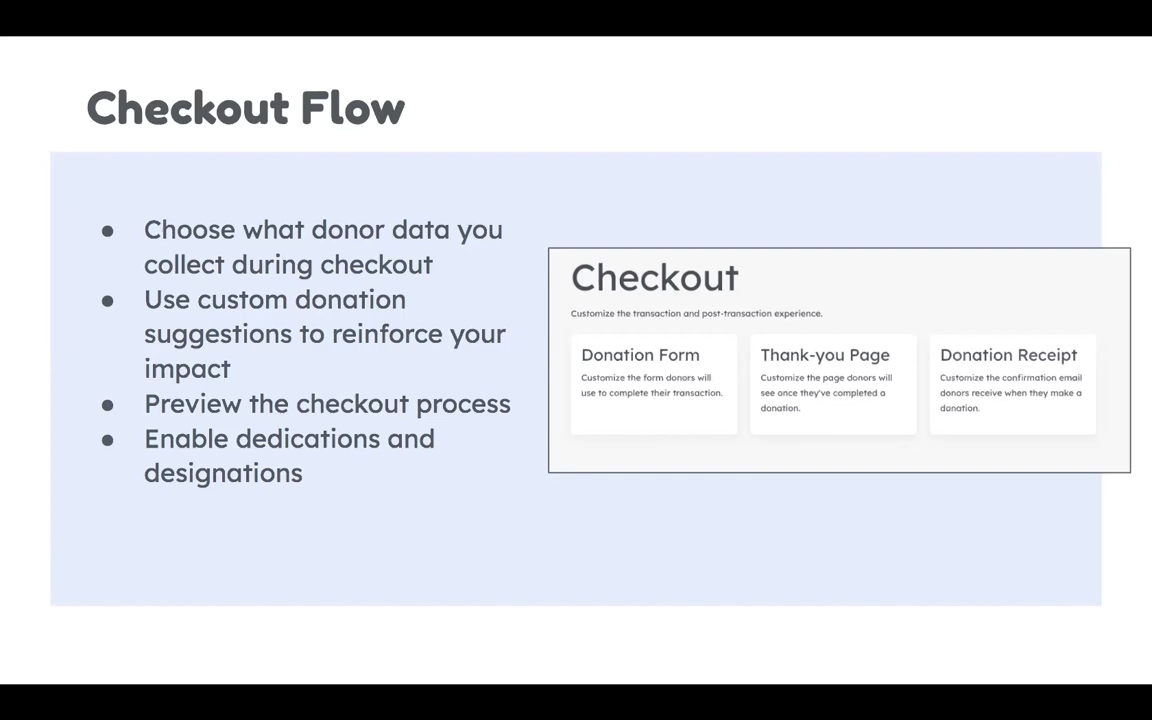 Checkout Flow
● Choose what donor data you
collect during checkout
● Use custom donation
suggestions to reinforce your
impact
● Preview the checkout process
● Enable dedications and
designations
Checkout
Customize the transaction and post-transaction experience.
Donation Form
Customize the form donors will
use to complete their transaction.
Thank-you Page
Customize the page donors will
see once they've completed a
donation.
Donation Receipt
Customize the confirmation email
donors receive when they make a
donation.